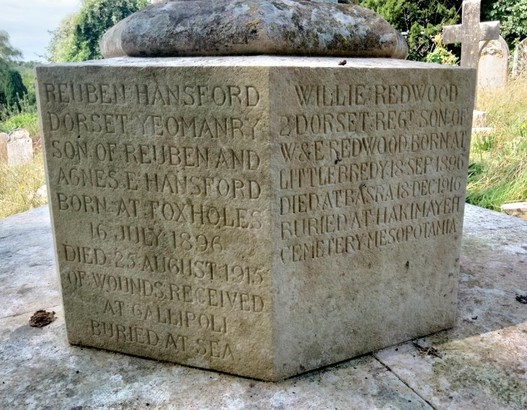 REUBEN HANSFORD
DORSET YEOMANRY
SON OF REUBEN AND
AGNES E HANSFORD
BORN AT FOXHOLES
16 JULY 1896
DIED 25 AUGUST 1915
OF WOUNDS RECEIVED
AT GALLIPOLI
BURIED AT SEA
WILLIE REDWOOD
2 DORSET REGT SON OF
W & E REDWOOD BORN AT
LITTLEBREDY 18 SEP 1896
DIED AT BASRA 18 DEC 1916
BURIED AT HAKIMAYEH
CEMETERY MESOPOTAMIA